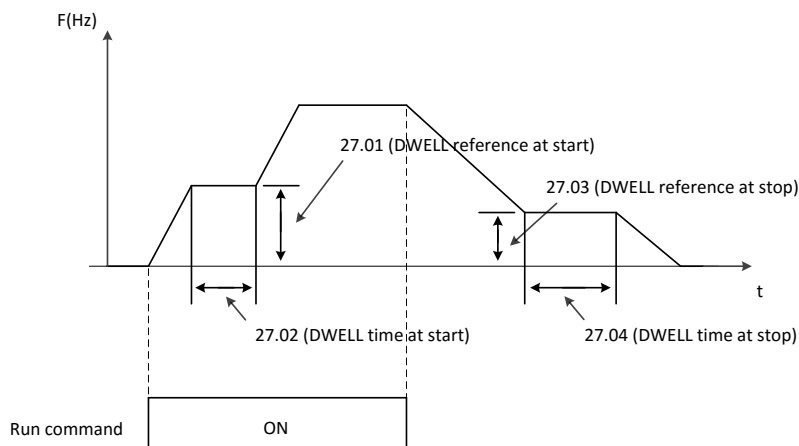 F(Hz)
27.01 (DWELL reference at start)
27.03 (DWELL reference at stop)
t
27.02 (DWELL time at start)
27.04 (DWELL time at stop)
Run command
ON